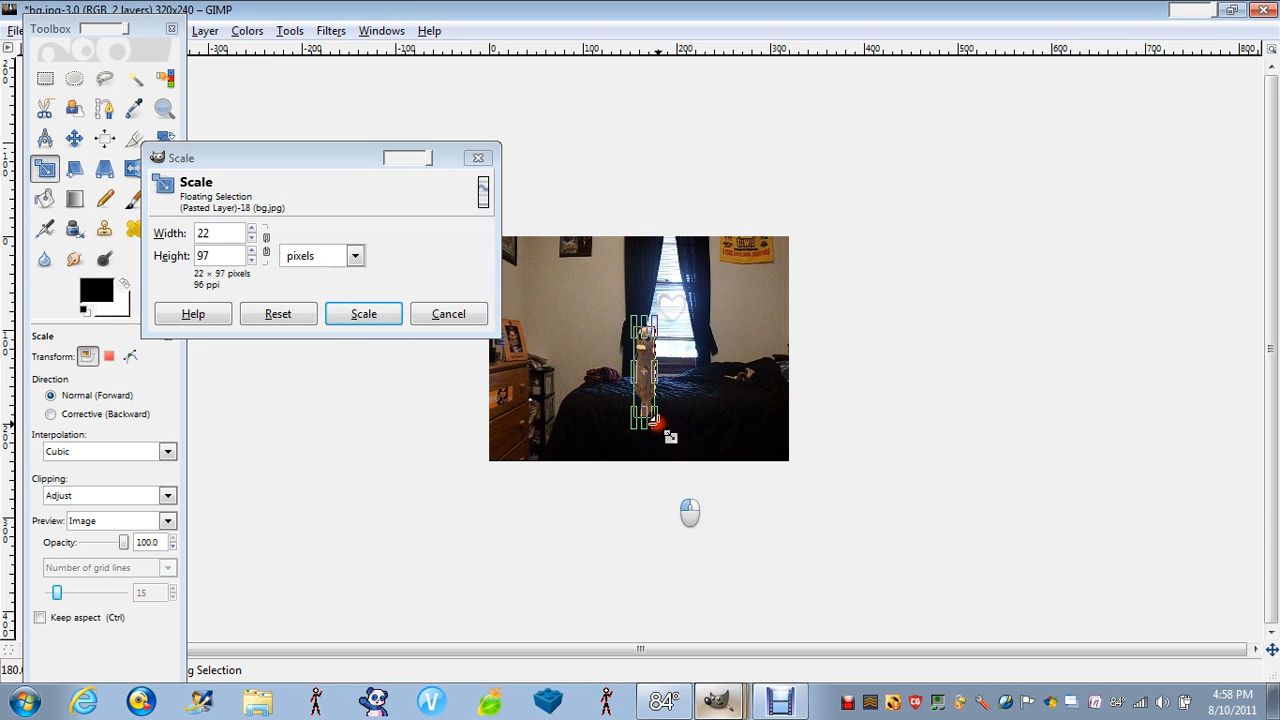 *bg.jpg-3.0 (RGB, 2 layers) 320x240 – GIMP
Toolbox
File
Layer Colors Tools Filters Windows Help
-300 -200 -100 0 100 200 300 400 500 600 700 800
Scale
Scale
Floating Selection
(Pasted Layer)-18 (bg.jpg)
Width: 22
Height: 97 pixels
22 × 97 pixels
96 ppi
Help Reset Scale Cancel
Scale
Transform:
Direction
Normal (Forward)
Corrective (Backward)
Interpolation:
Cubic
Clipping:
Adjust
Preview: Image
Opacity: 100.0
Number of grid lines
15
Keep aspect (Ctrl)
180.
g Selection
84°
V
CG
4:58 PM
8/10/2011